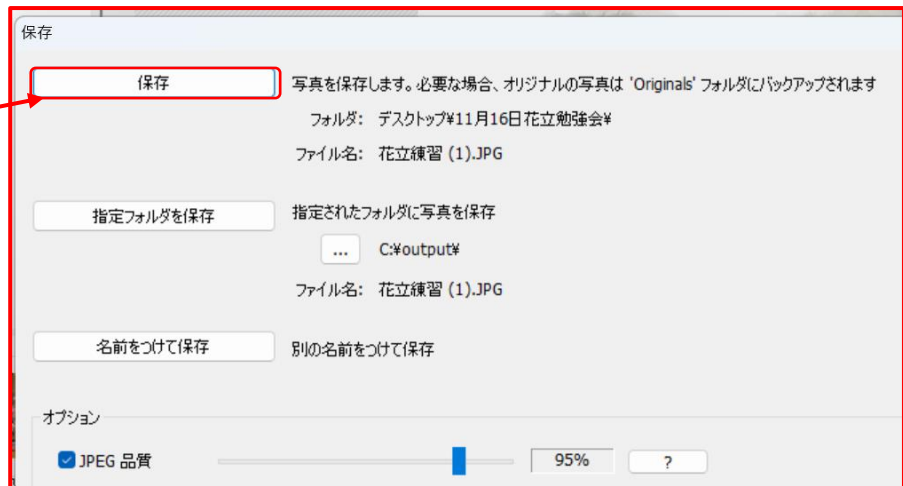 保存
保存 写真を保存します。必要な場合、オリジナルの写真は 'Originals' フォルダにバックアップされます
フォルダ: デスクトップ¥11月16日花立勉強会¥
ファイル名: 花立練習 (1).JPG
指定フォルダを保存 指定されたフォルダに写真を保存
... C:¥output¥
ファイル名: 花立練習 (1).JPG
名前をつけて保存 別の名前をつけて保存
オプション
JPEG 品質 95% ?